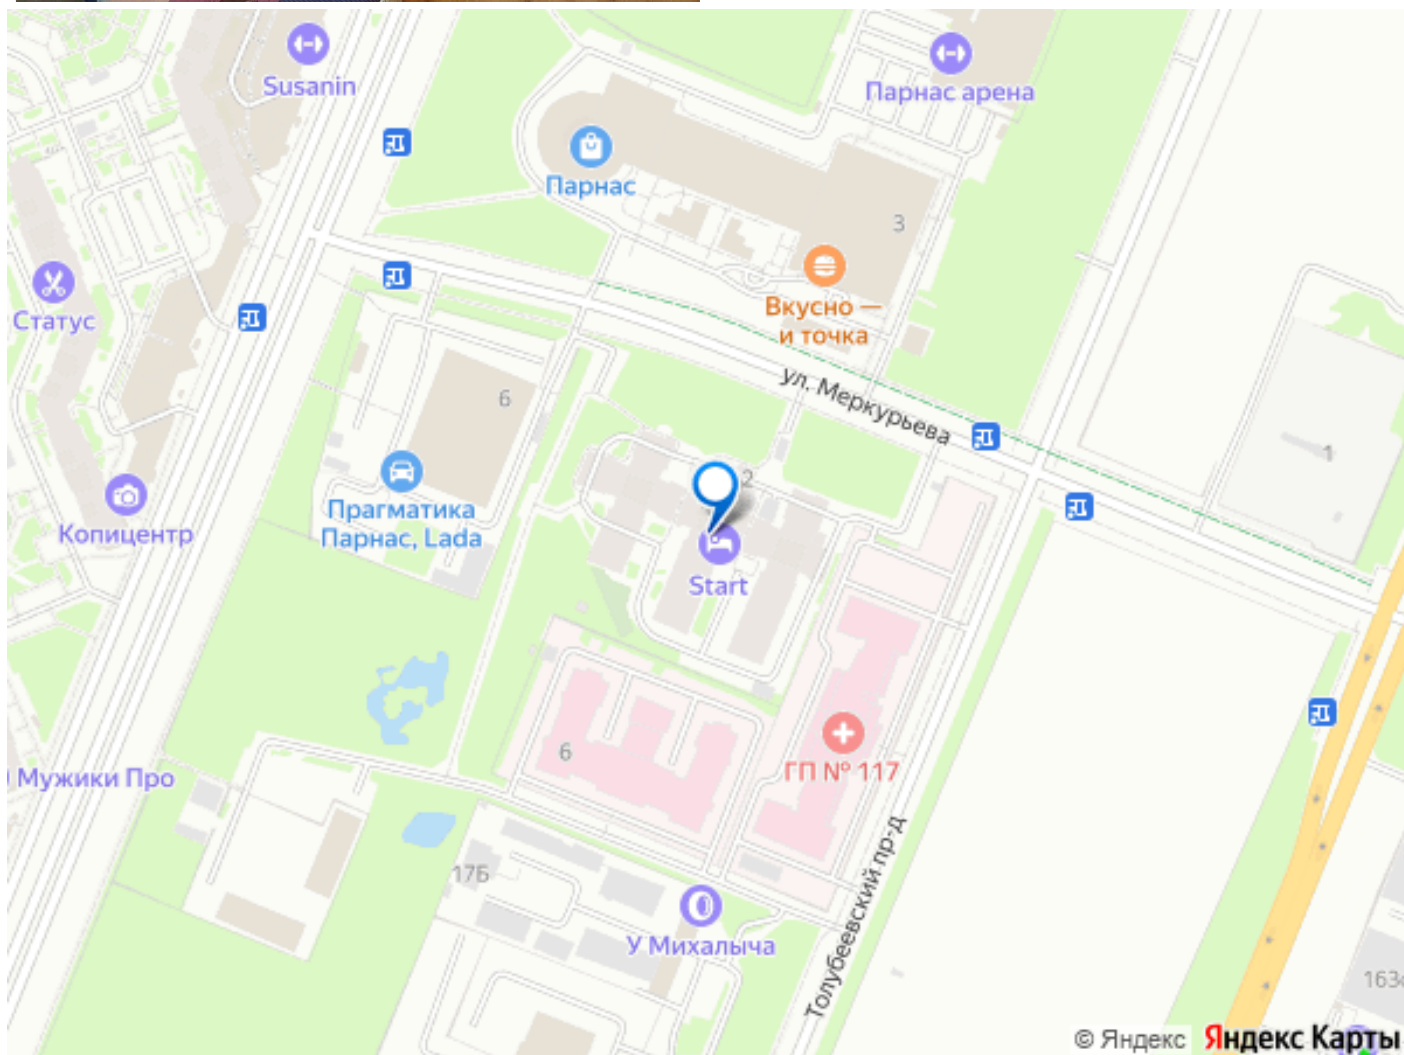 Susanin
Парнас арена
Парнас
3
Статус
Вкусно —
и точка
ул. Меркурьева
6
1
2
Прагматика
Парнас, Lada
Копицентр
Start
6
ГП № 117
Мужики Про
17Б
У Михалыча
Толубеевский пр-д
© Яндекс Яндекс Карты